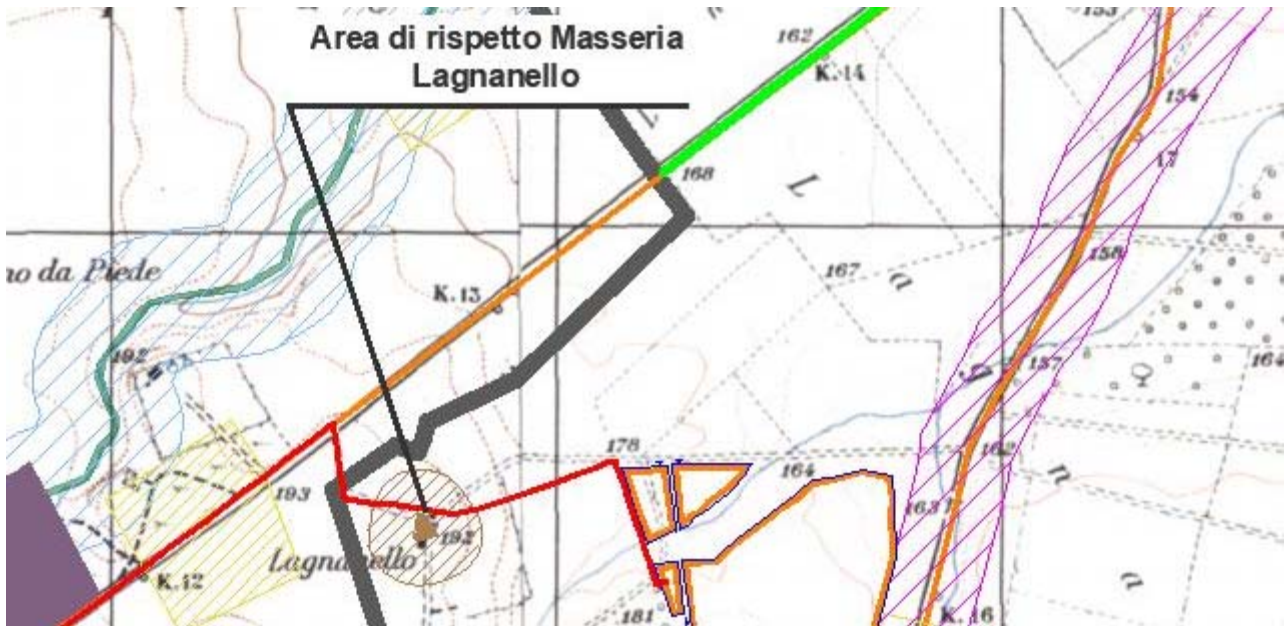 Area di rispetto Masseria
Lagnanello
153
162
K. 14
154
17
168
L
158
no da Piede
167
a
K. 13
192
157
164
g
162
178
164
n
193
163
192
Lagnanello
K. 12
a
181
K. 16